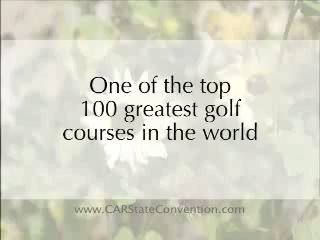 One of the top
100 greatest golf
courses in the world
www.CARStateConvention.com